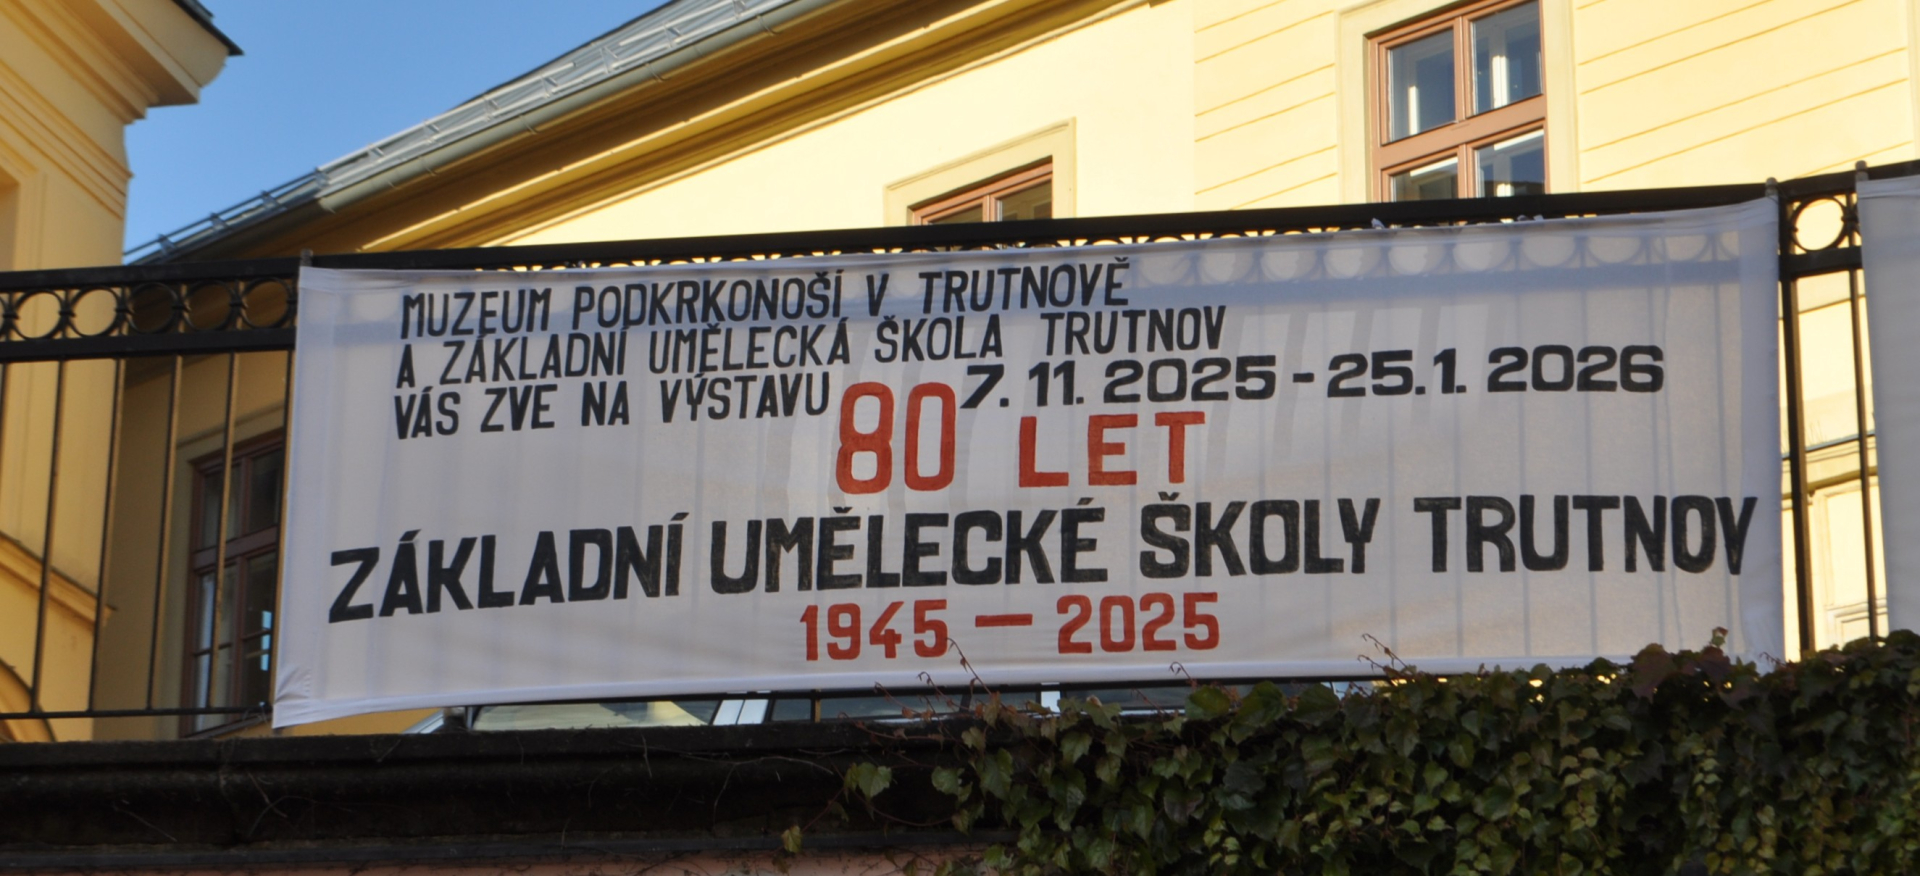 MUZEUM PODKRKONOŠÍ V TRUTNOVĚ
A ZÁKLADNÍ UMĚLECKÁ ŠKOLA TRUTNOV
VÁS ZVE NA VÝSTAVU 7. 11. 2025 - 25.1. 2026
80 LET
ZÁKLADNÍ UMĚLECKÉ ŠKOLY TRUTNOV
1945 — 2025